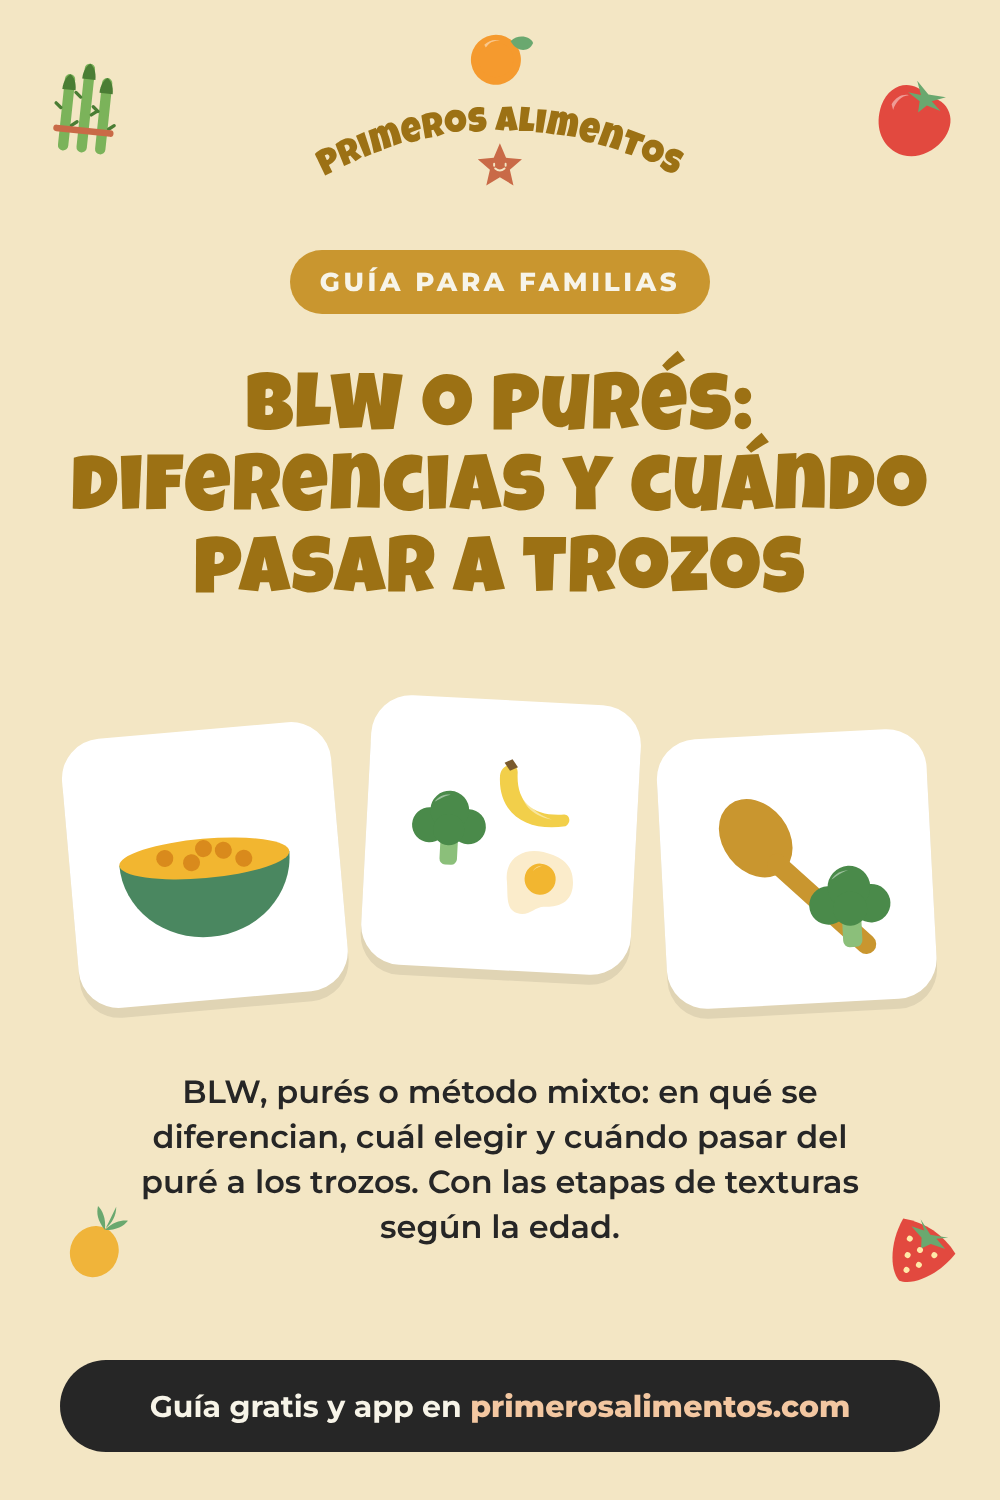 PRIMEROS ALIMENTOS
GUÍA PARA FAMILIAS
BLW O PURÉS:
DIFERENCIAS Y CUÁNDO
PASAR A TROZOS
BLW, purés o método mixto: en qué se
diferencian, cuál elegir y cuándo pasar del
puré a los trozos. Con las etapas de texturas
según la edad.
Guía gratis y app en primerosalimentos.com